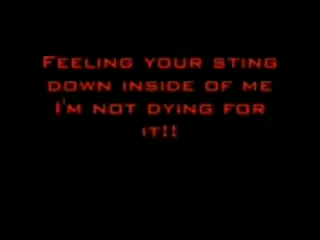 Feeling your sting
down inside of me
I'm not dying for
it!!